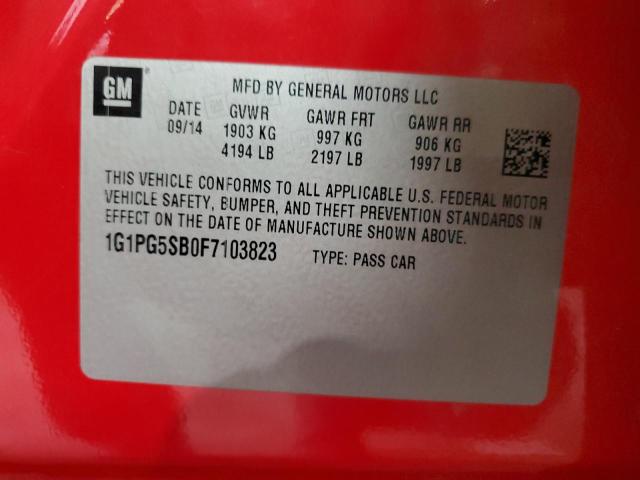 GM
MFD BY GENERAL MOTORS LLC
DATE GVWR GAWR FRT GAWR RR
09/14 1903 KG 997 KG 906 KG
4194 LB 2197 LB 1997 LB
THIS VEHICLE CONFORMS TO ALL APPLICABLE U.S. FEDERAL MOTOR
VEHICLE SAFETY, BUMPER, AND THEFT PREVENTION STANDARDS IN
EFFECT ON THE DATE OF MANUFACTURE SHOWN ABOVE.
1G1PG5SB0F7103823 TYPE: PASS CAR